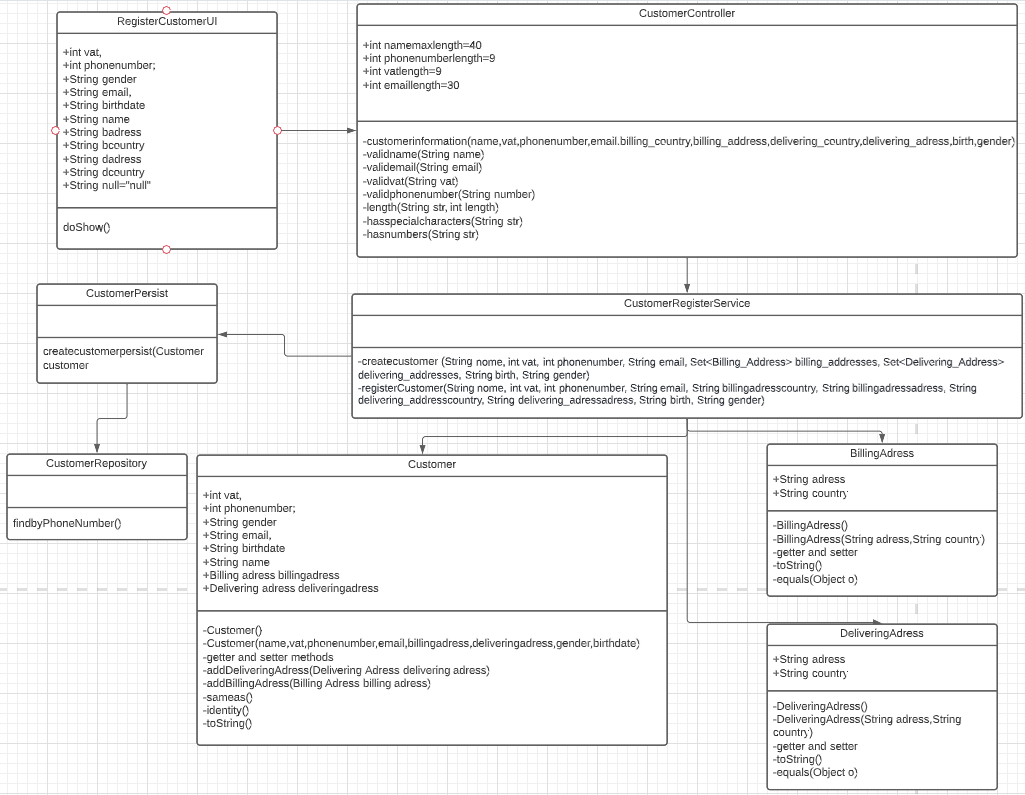 RegisterCustomerUI
+int vat,
+int phonenumber;
+String gender
+String email,
+String birthdate
+String name
+String badress
+String bcountry
+String dadress
+String dcountry
+String null="null"
doShow()
CustomerController
+int namemaxlength=40
+int phonenumberlength=9
+int vatlength=9
+int emaillength=30
-customerinformation(name,vat,phonenumber,email.billing_country,billing_address,delivering_country,delivering_adress,birth,gender)
-validname(String name)
-validemail(String email)
-validvat(String vat)
-validphonenumber(String number)
-length(String str, int length)
-hasspecialcharacters(String str)
-hasnumbers(String str)
CustomerPersist
createcustomerpersist(Customer
customer
CustomerRegisterService
-createcustomer (String nome, int vat, int phonenumber, String email, Set<Billing_Address> billing_addresses, Set<Delivering_Address>
delivering_addresses, String birth, String gender)
-registerCustomer(String nome, int vat, int phonenumber, String email, String billingadresscountry, String billingadressadress, String
delivering_addresscountry, String delivering_adressadress, String birth, String gender)
CustomerRepository
findbyPhoneNumber()
Customer
+int vat,
+int phonenumber;
+String gender
+String email,
+String birthdate
+String name
+Billing adress billingadress
+Delivering adress deliveringadress
-Customer()
-Customer(name,vat,phonenumber,email,billingadress,deliveringadress,gender,birthdate)
-getter and setter methods
-addDeliveringAdress(Delivering Adress delivering adress)
-addBillingAdress(Billing Adress billing adress)
-sameas()
-identity()
-toString()
BillingAdress
+String adress
+String country
-BillingAdress()
-BillingAdress(String adress,String country)
-getter and setter
-toString()
-equals(Object o)
DeliveringAdress
+String adress
+String country
-DeliveringAdress()
-DeliveringAdress(String adress,String
country)
-getter and setter
-toString()
-equals(Object o)